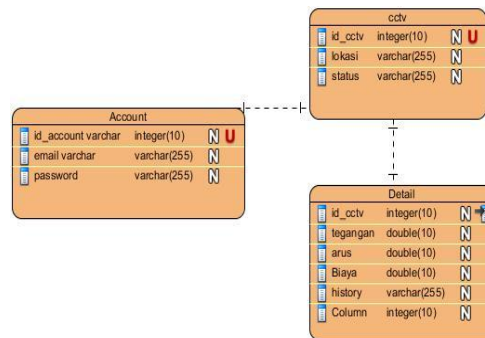 cctv
id_cctv integer(10) N U
lokasi varchar(255) N
status varchar(255) N
Account
id_account varchar integer(10) N U
email varchar varchar(255) N
password varchar(255) N
Detail
id_cctv integer(10) N
tegangan double(10) N
arus double(10) N
Biaya double(10) N
history varchar(255) N
Column integer(10) N